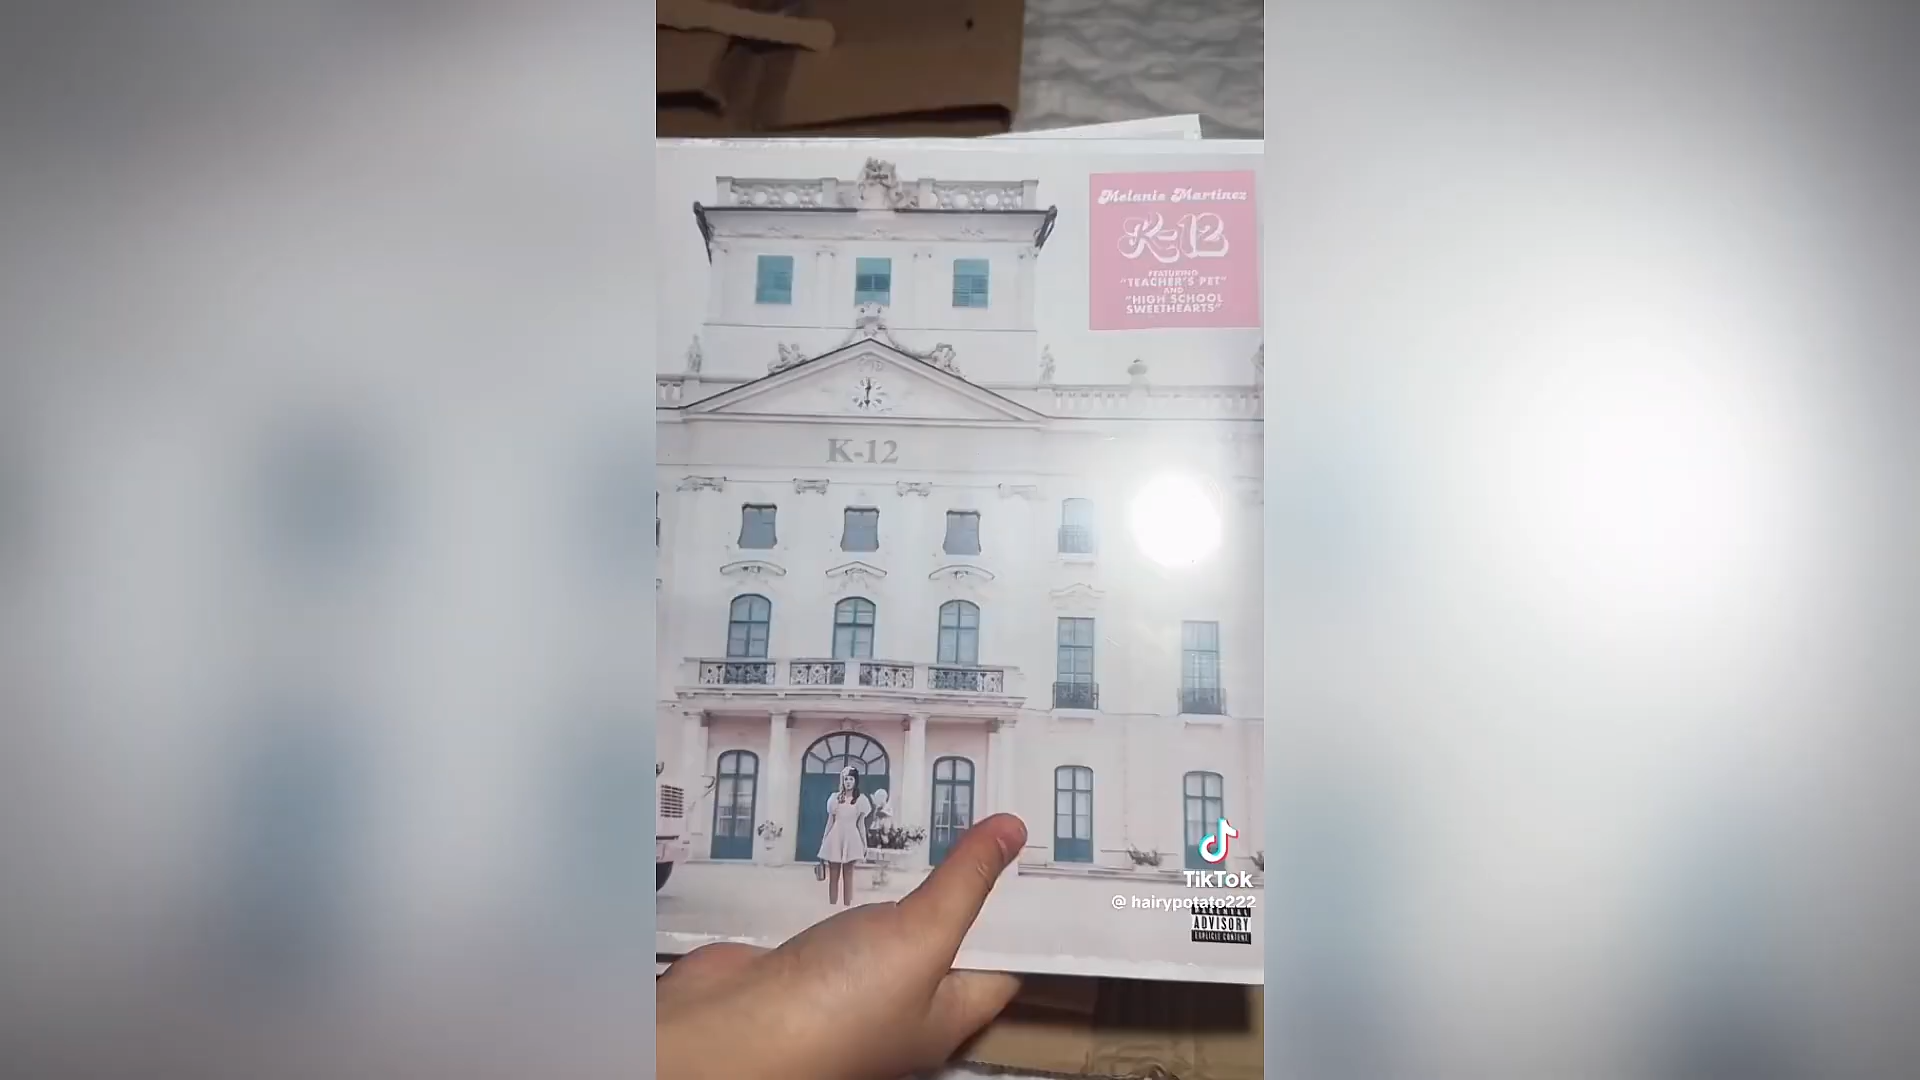 Melanie Martinez
K-12
FEATURING
"TEACHER'S PET"
AND
"HIGH SCHOOL
SWEETHEARTS"
K-12
TikTok
@ hairypotato222
PARENTAL
ADVISORY
EXPLICIT CONTENT